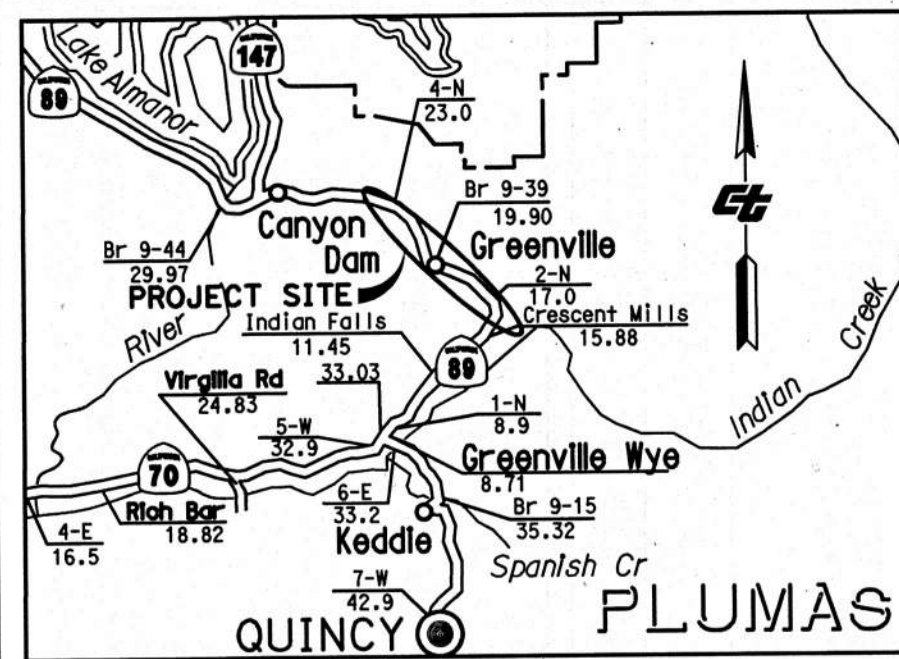 CALIFORNIA
147
Lake Almanor
89
4-N
23.0
Br 9-39
19.90
Ct
Canyon
Dam
Greenville
Br 9-44
29.97
2-N
17.0
PROJECT SITE
Crescent Mills
15.88
Indian Falls
11.45
River
CALIFORNIA
89
Creek
Indian
Virgilia Rd
24.83
33.03
1-N
8.9
5-W
32.9
CALIFORNIA
70
Greenville Wye
8.71
6-E
33.2
Rich Bar
18.82
Br 9-15
35.32
4-E
16.5
Keddie
Spanish Cr
7-W
42.9
QUINCY
PLUMAS